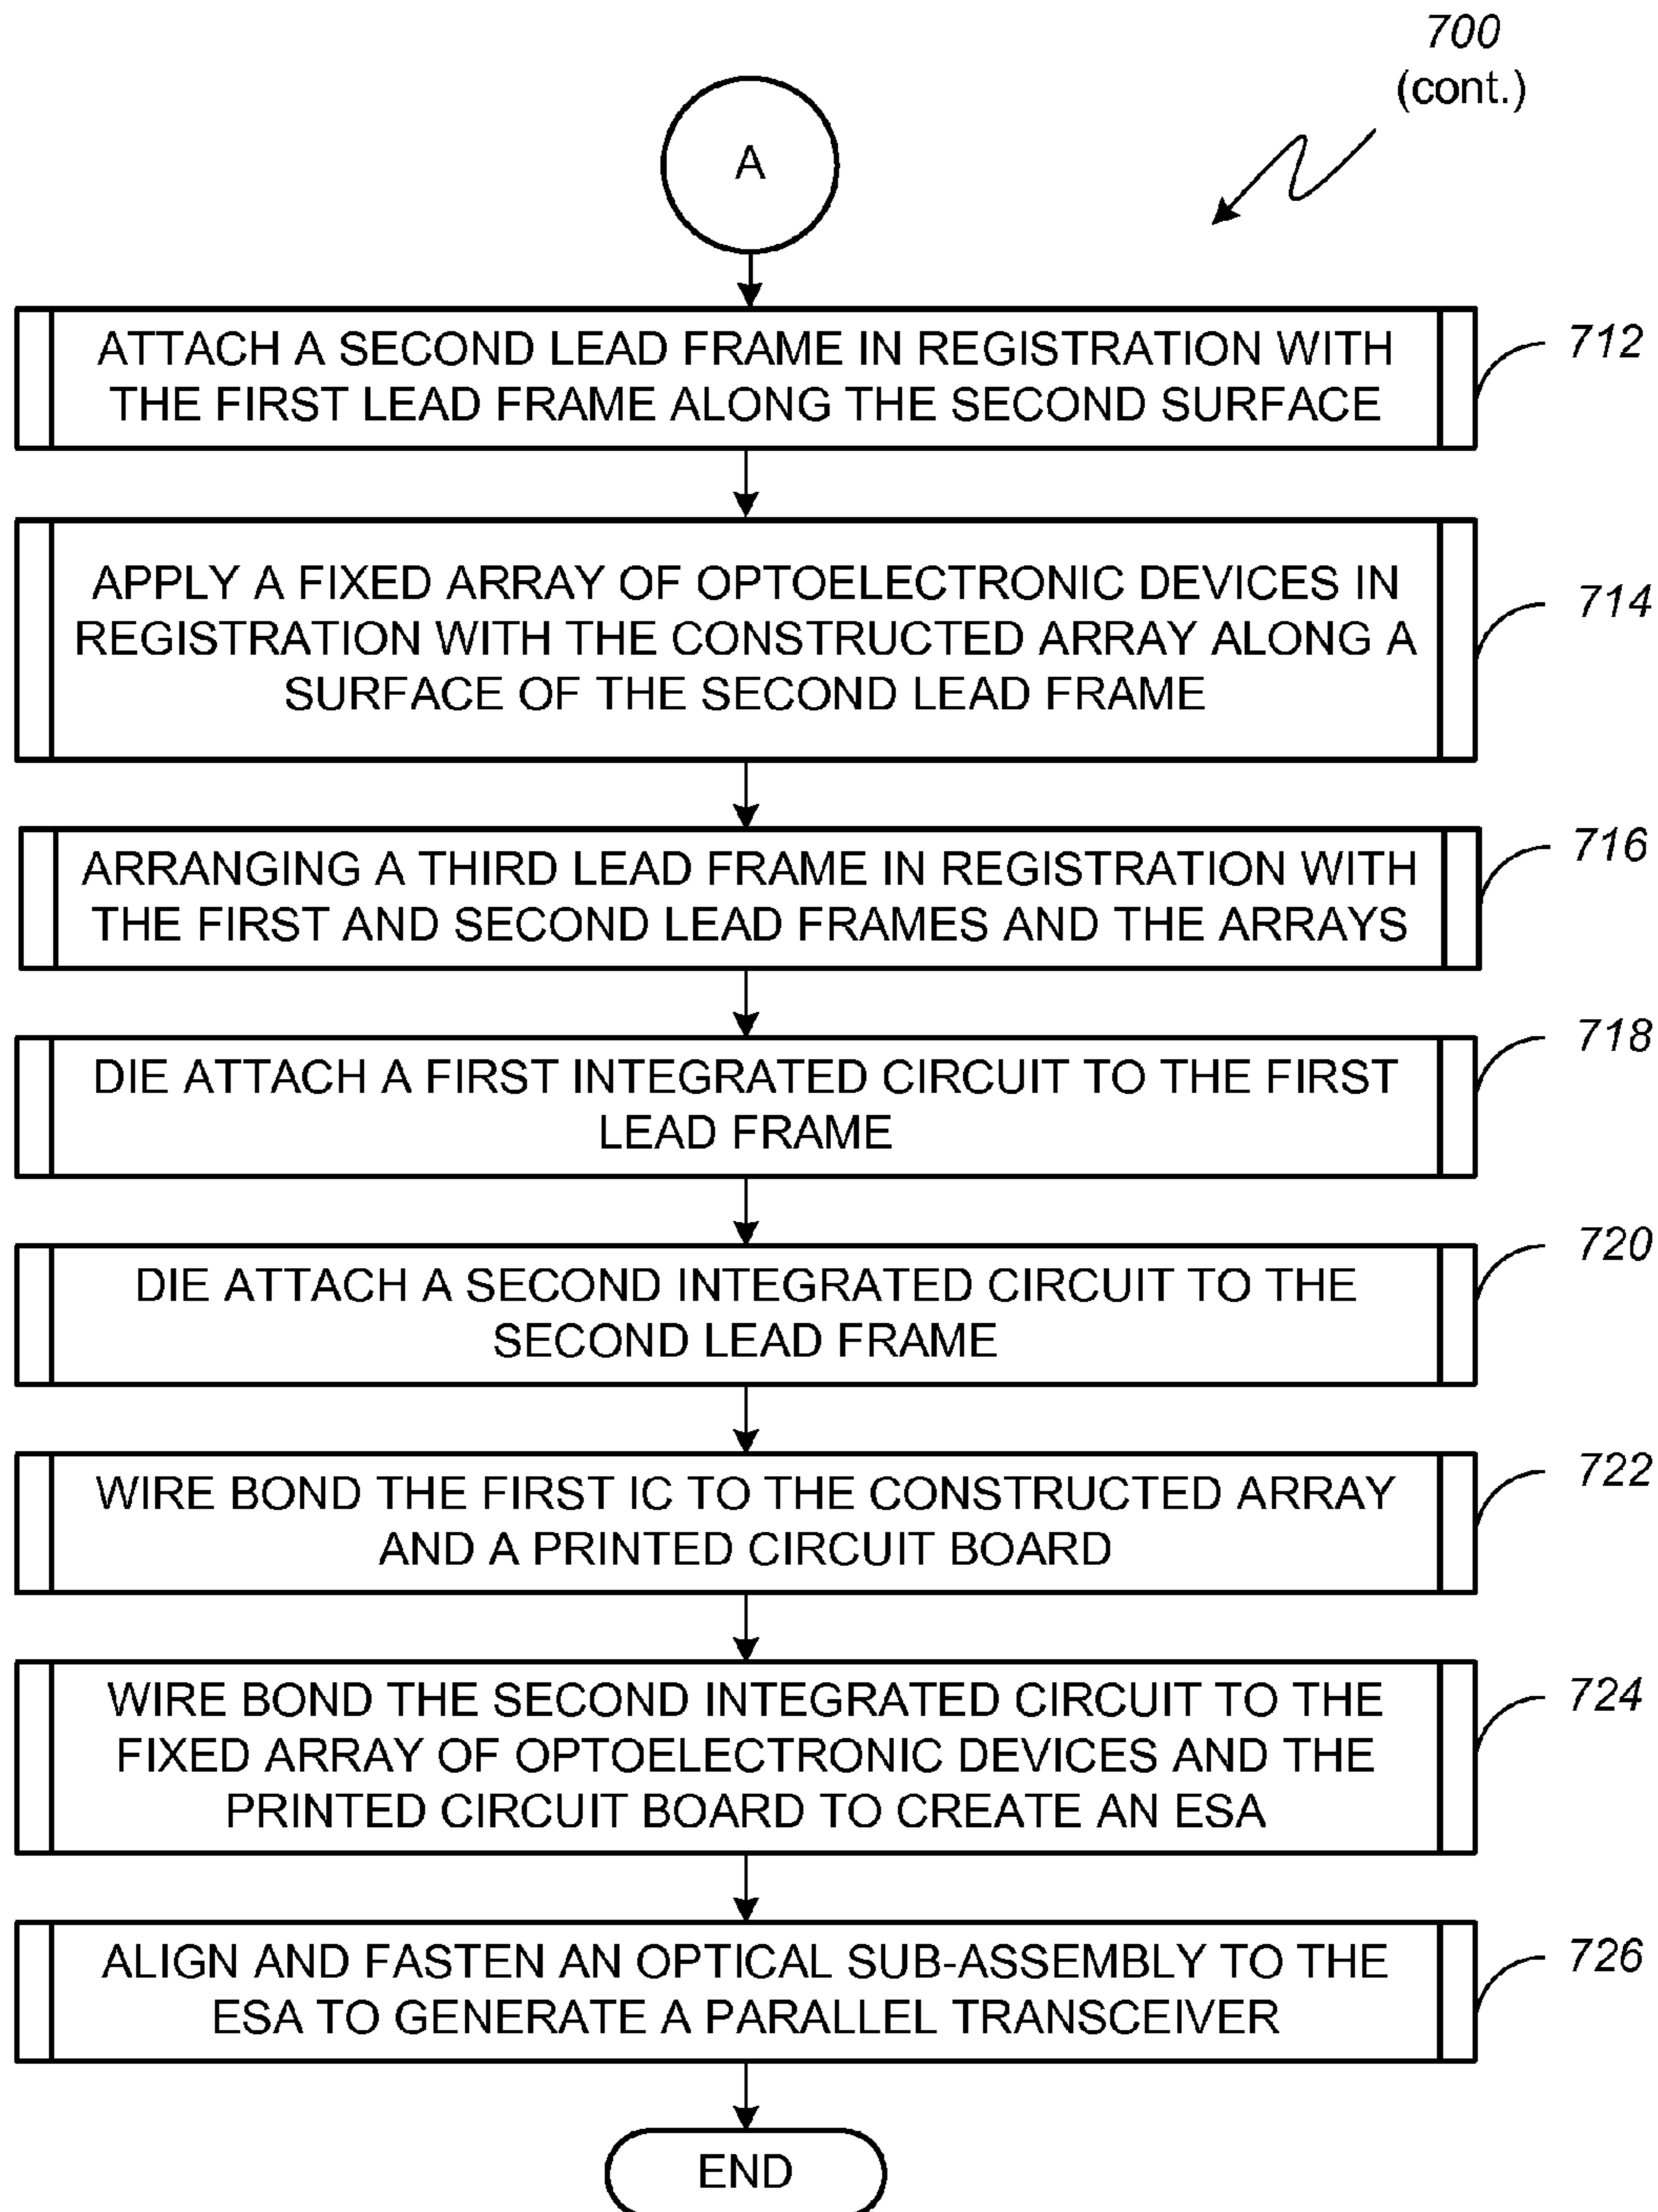 700
(cont.)
A
ATTACH A SECOND LEAD FRAME IN REGISTRATION WITH
THE FIRST LEAD FRAME ALONG THE SECOND SURFACE
712
APPLY A FIXED ARRAY OF OPTOELECTRONIC DEVICES IN
REGISTRATION WITH THE CONSTRUCTED ARRAY ALONG A
SURFACE OF THE SECOND LEAD FRAME
714
ARRANGING A THIRD LEAD FRAME IN REGISTRATION WITH
THE FIRST AND SECOND LEAD FRAMES AND THE ARRAYS
716
DIE ATTACH A FIRST INTEGRATED CIRCUIT TO THE FIRST
LEAD FRAME
718
DIE ATTACH A SECOND INTEGRATED CIRCUIT TO THE
SECOND LEAD FRAME
720
WIRE BOND THE FIRST IC TO THE CONSTRUCTED ARRAY
AND A PRINTED CIRCUIT BOARD
722
WIRE BOND THE SECOND INTEGRATED CIRCUIT TO THE
FIXED ARRAY OF OPTOELECTRONIC DEVICES AND THE
PRINTED CIRCUIT BOARD TO CREATE AN ESA
724
ALIGN AND FASTEN AN OPTICAL SUB-ASSEMBLY TO THE
ESA TO GENERATE A PARALLEL TRANSCEIVER
726
END